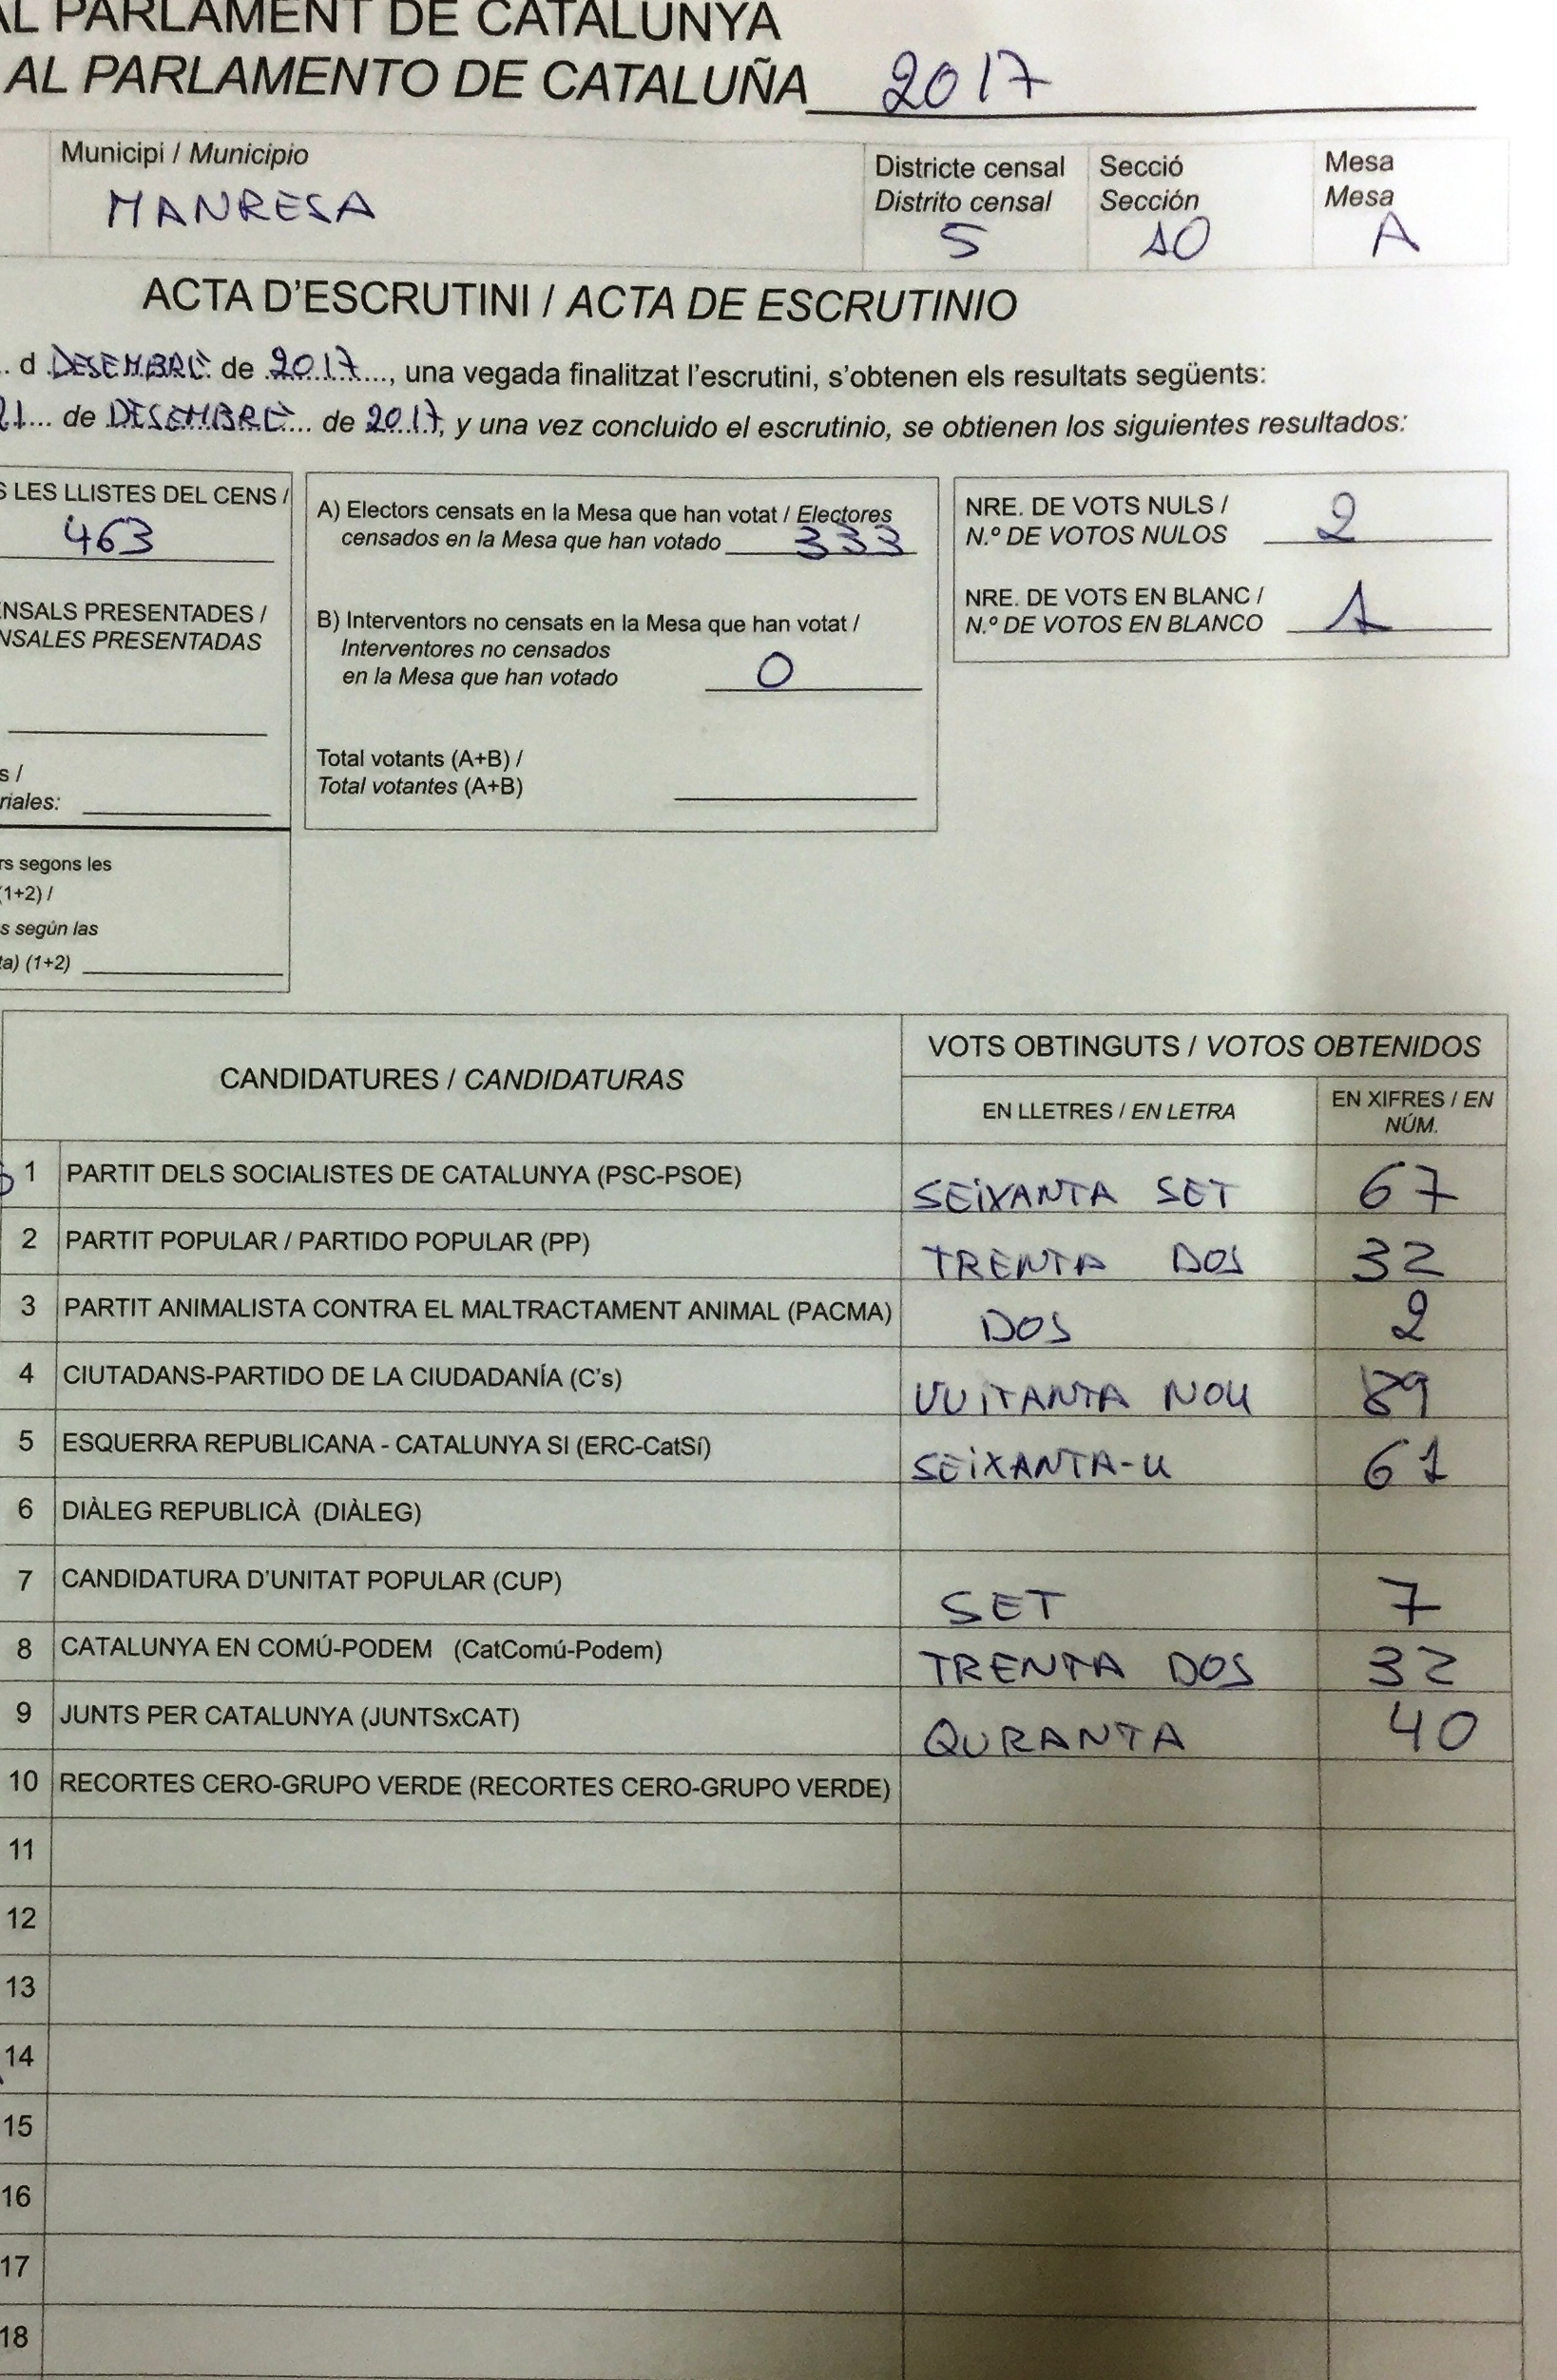 AL PARLAMENT DE CATALUNYA
AL PARLAMENTO DE CATALUÑA 2017
Municipi / Municipio
MANRESA
Districte censal
Distrito censal
5
Secció
Sección
10
Mesa
Mesa
A
ACTA D'ESCRUTINI / ACTA DE ESCRUTINIO
. d DESEMBRE de 2017..., una vegada finalitzat l'escrutini, s'obtenen els resultats següents:
21... de DESEMBRE... de 2017, y una vez concluido el escrutinio, se obtienen los siguientes resultados:
S LES LLISTES DEL CENS /
463
ENSALS PRESENTADES /
NSALES PRESENTADAS
s /
riales:
rs segons les
(1+2) /
s según las
ta) (1+2)
A) Electors censats en la Mesa que han votat / Electores
censados en la Mesa que han votado 333
B) Interventors no censats en la Mesa que han votat /
Interventores no censados
en la Mesa que han votado 0
Total votants (A+B) /
Total votantes (A+B)
NRE. DE VOTS NULS /
N.º DE VOTOS NULOS 2
NRE. DE VOTS EN BLANC /
N.º DE VOTOS EN BLANCO 1
CANDIDATURES / CANDIDATURAS
VOTS OBTINGUTS / VOTOS OBTENIDOS
EN LLETRES / EN LETRA
EN XIFRES / EN
NÚM.
1 PARTIT DELS SOCIALISTES DE CATALUNYA (PSC-PSOE) SEIXANTA SET 67
2 PARTIT POPULAR / PARTIDO POPULAR (PP) TRENTA DOS 32
3 PARTIT ANIMALISTA CONTRA EL MALTRACTAMENT ANIMAL (PACMA) DOS 2
4 CIUTADANS-PARTIDO DE LA CIUDADANÍA (C's) VUITANTA NOU 89
5 ESQUERRA REPUBLICANA - CATALUNYA SI (ERC-CatSí) SEIXANTA-U 61
6 DIÀLEG REPUBLICÀ (DIÀLEG)
7 CANDIDATURA D'UNITAT POPULAR (CUP) SET 7
8 CATALUNYA EN COMÚ-PODEM (CatComú-Podem) TRENTA DOS 32
9 JUNTS PER CATALUNYA (JUNTSxCAT) QURANTA 40
10 RECORTES CERO-GRUPO VERDE (RECORTES CERO-GRUPO VERDE)
11
12
13
14
15
16
17
18